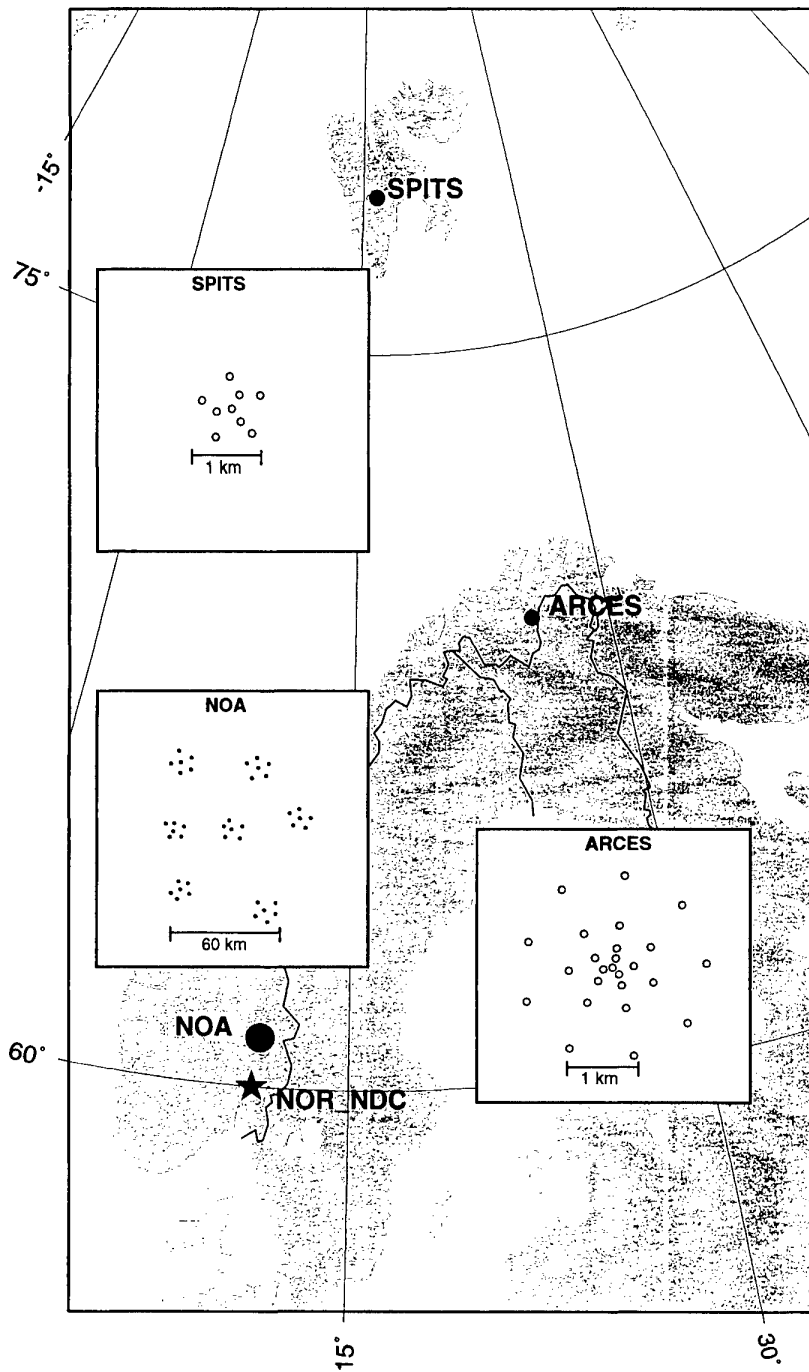 -15°
SPITS
75°
SPITS
1 km
ARCES
NOA
60 km
ARCES
1 km
NOA
60°
NOR_NDC
15°
30°